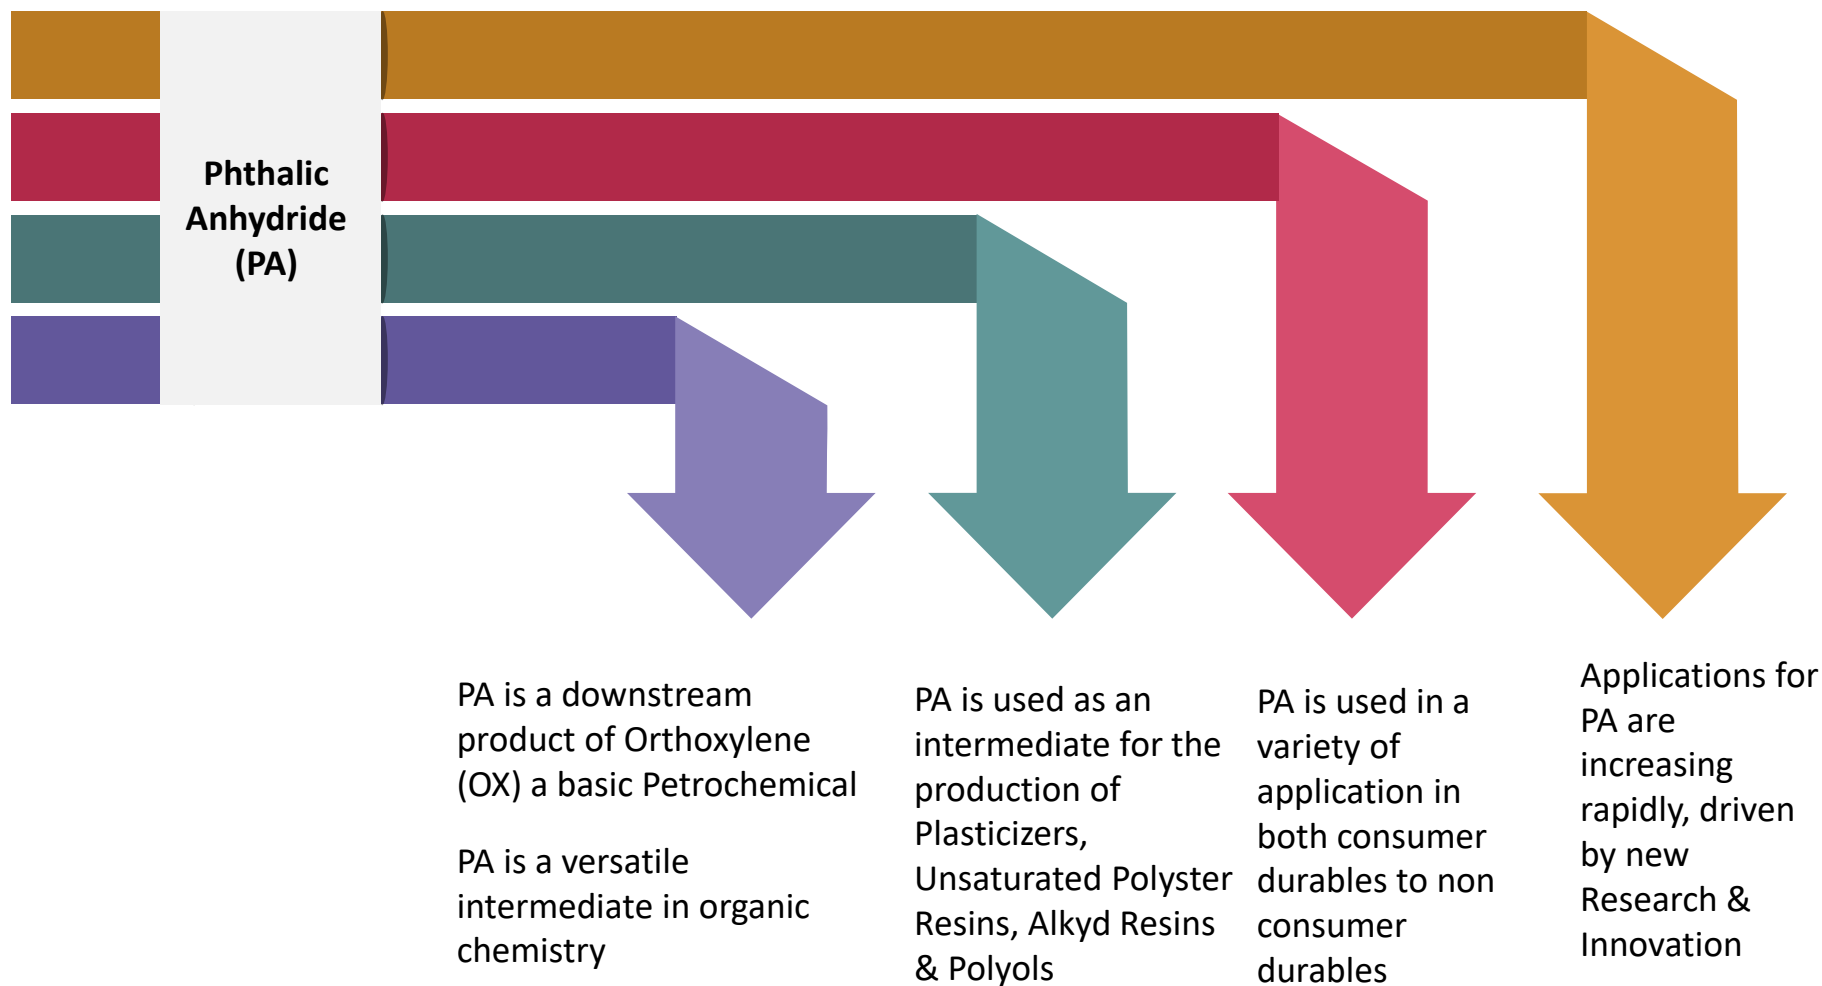 Phthalic
Anhydride
(PA)
PA is a downstream
product of Orthoxylene
(OX) a basic Petrochemical
PA is a versatile
intermediate in organic
chemistry
PA is used as an
intermediate for the
production of
Plasticizers,
Unsaturated Polyster
Resins, Alkyd Resins
& Polyols
PA is used in a
variety of
application in
both consumer
durables to non
consumer
durables
Applications for
PA are
increasing
rapidly, driven
by new
Research &
Innovation